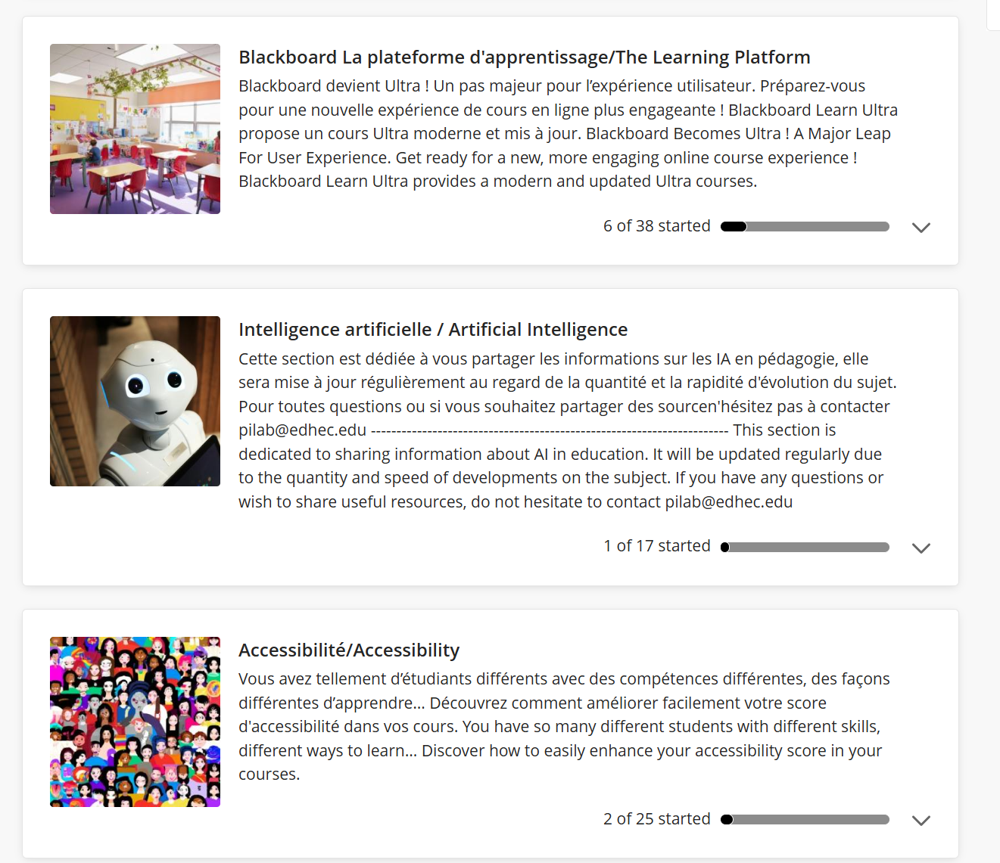 Blackboard La plateforme d'apprentissage/The Learning Platform
Blackboard devient Ultra ! Un pas majeur pour l’expérience utilisateur. Préparez-vous
pour une nouvelle expérience de cours en ligne plus engageante ! Blackboard Learn Ultra
propose un cours Ultra moderne et mis à jour. Blackboard Becomes Ultra ! A Major Leap
For User Experience. Get ready for a new, more engaging online course experience !
Blackboard Learn Ultra provides a modern and updated Ultra courses.
6 of 38 started
Intelligence artificielle / Artificial Intelligence
Cette section est dédiée à vous partager les informations sur les IA en pédagogie, elle
sera mise à jour régulièrement au regard de la quantité et la rapidité d'évolution du sujet.
Pour toutes questions ou si vous souhaitez partager des sourcen'hésitez pas à contacter
pilab@edhec.edu ----------------------------------------------------------------------- This section is
dedicated to sharing information about AI in education. It will be updated regularly due
to the quantity and speed of developments on the subject. If you have any questions or
wish to share useful resources, do not hesitate to contact pilab@edhec.edu
1 of 17 started
Accessibilité/Accessibility
Vous avez tellement d’étudiants différents avec des compétences différentes, des façons
différentes d’apprendre... Découvrez comment améliorer facilement votre score
d'accessibilité dans vos cours. You have so many different students with different skills,
different ways to learn... Discover how to easily enhance your accessibility score in your
courses.
2 of 25 started